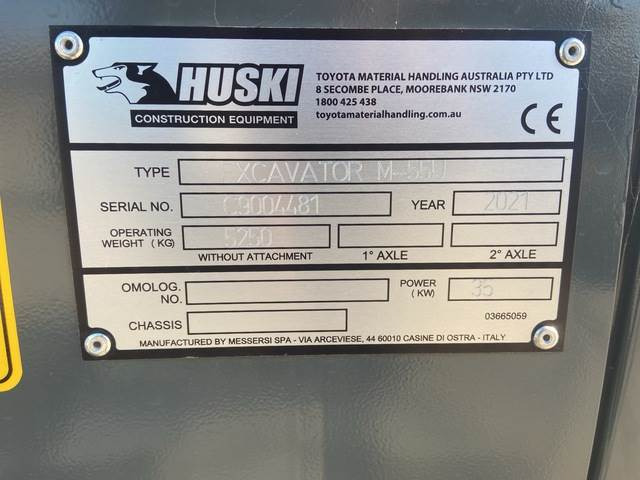 HUSKI
CONSTRUCTION EQUIPMENT
TOYOTA MATERIAL HANDLING AUSTRALIA PTY LTD
8 SECOMBE PLACE, MOOREBANK NSW 2170
1800 425 438
toyotamaterialhandling.com.au
CE
TYPE EXCAVATOR M-55U
SERIAL NO. C9004481 YEAR 2021
OPERATING WEIGHT (KG) 5250
WITHOUT ATTACHMENT 1° AXLE 2° AXLE
OMOLOG. NO. POWER (KW) 35
CHASSIS 03665059
MANUFACTURED BY MESSERSI SPA - VIA ARCEVIESE, 44 60010 CASINE DI OSTRA - ITALY